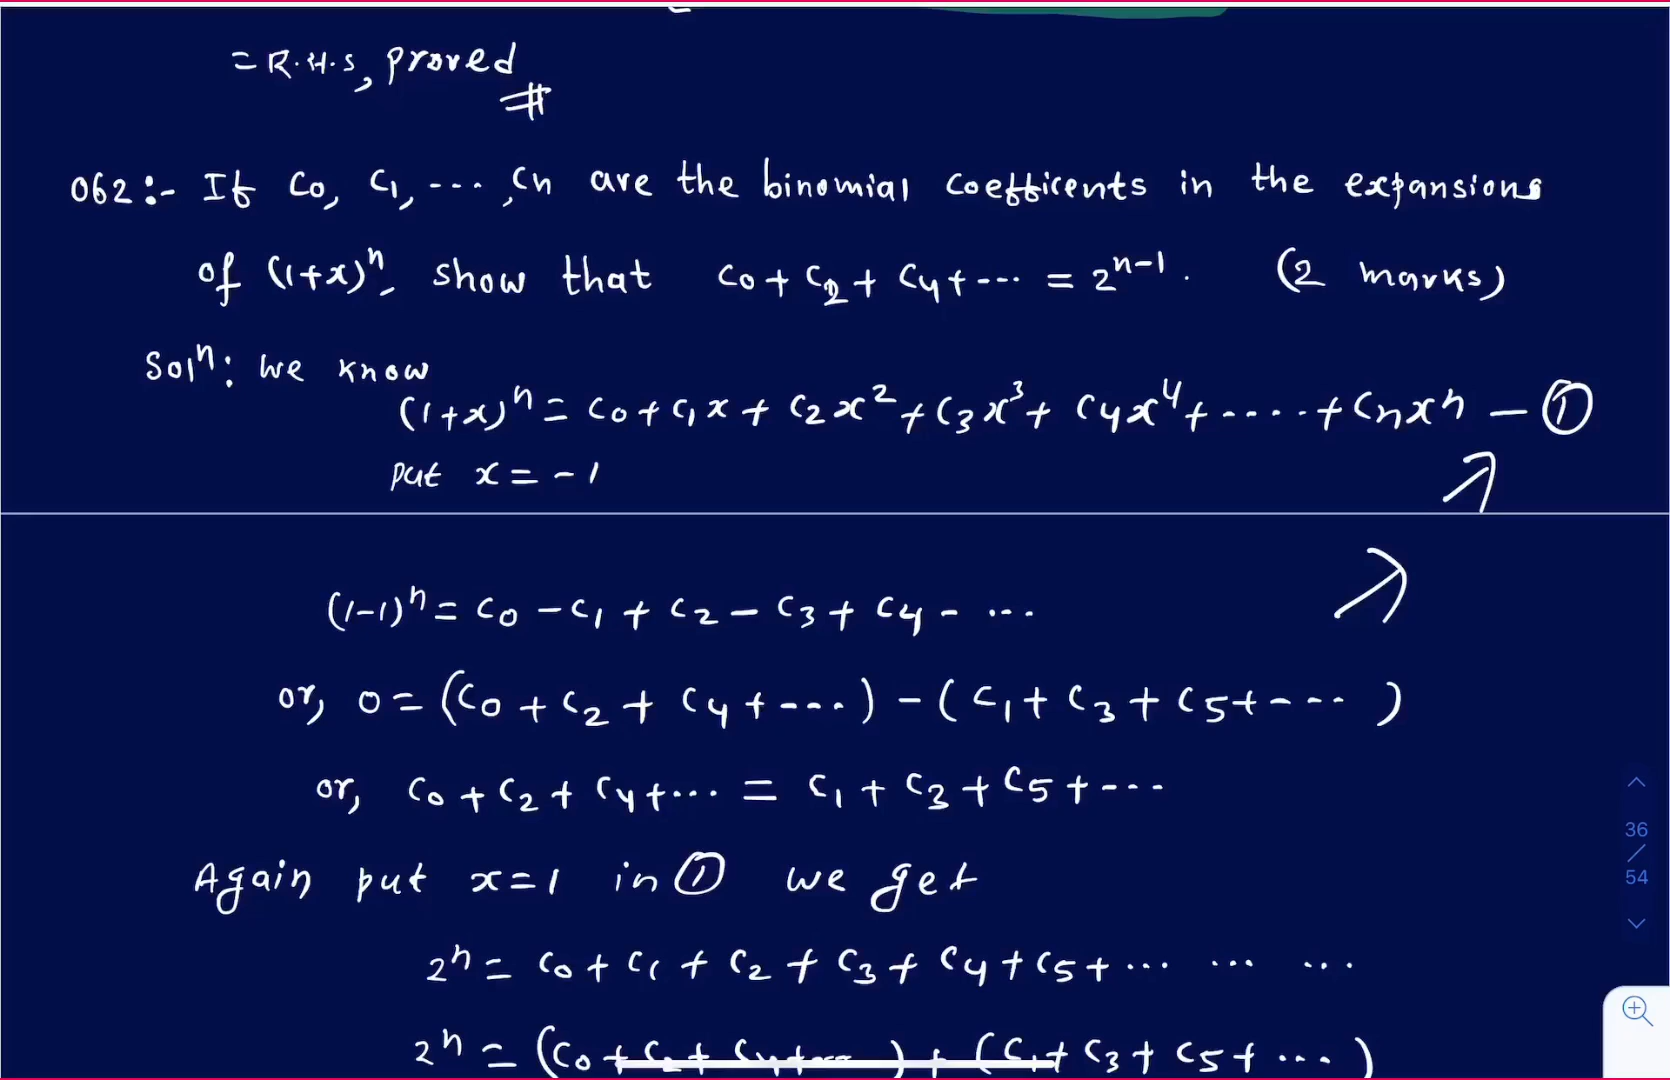 = R.H.S, proved
#
062:- If C₀, C₁, --- , Cn are the binomial coefficents in the expansions
of (1+x)ⁿ, show that C₀ + C₂ + C₄ + --- = 2ⁿ⁻¹. (2 marks)
Solⁿ: We know
(1+x)ⁿ = C₀ + C₁x + C₂x² + C₃x³ + C₄x⁴ + ----- + Cnxⁿ — ①
put x = -1
(1-1)ⁿ = C₀ - C₁ + C₂ - C₃ + C₄ - ...
or, 0 = (C₀ + C₂ + C₄ + ----) - (C₁ + C₃ + C₅ + ---- )
or, C₀ + C₂ + C₄ + .... = C₁ + C₃ + C₅ + ---
Again put x = 1 in ① we get
2ⁿ = C₀ + C₁ + C₂ + C₃ + C₄ + C₅ + ... ... ...
2ⁿ = (C₀ + C₂ + C₄ + ---- ) + (C₁ + C₃ + C₅ + ... )
36
/
54